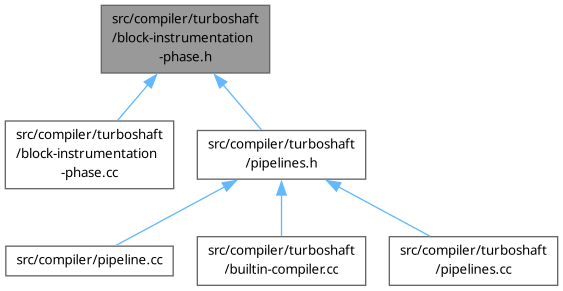 src/compiler/turboshaft
/block-instrumentation
-phase.h
src/compiler/turboshaft
/block-instrumentation
-phase.cc
src/compiler/turboshaft
/pipelines.h
src/compiler/pipeline.cc
src/compiler/turboshaft
/builtin-compiler.cc
src/compiler/turboshaft
/pipelines.cc